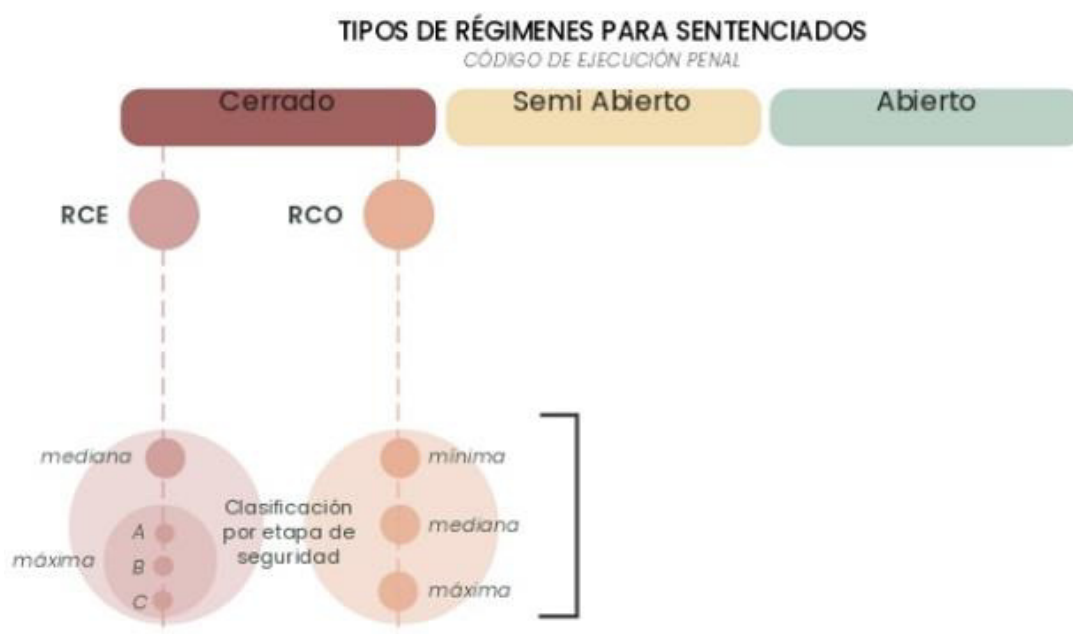 TIPOS DE RÉGIMENES PARA SENTENCIADOS
CÓDIGO DE EJECUCIÓN PENAL
Cerrado
Semi Abierto
Abierto
RCE
RCO
mediana
A
máxima
B
C
Clasificación
por etapa de
seguridad
mínima
mediana
máxima